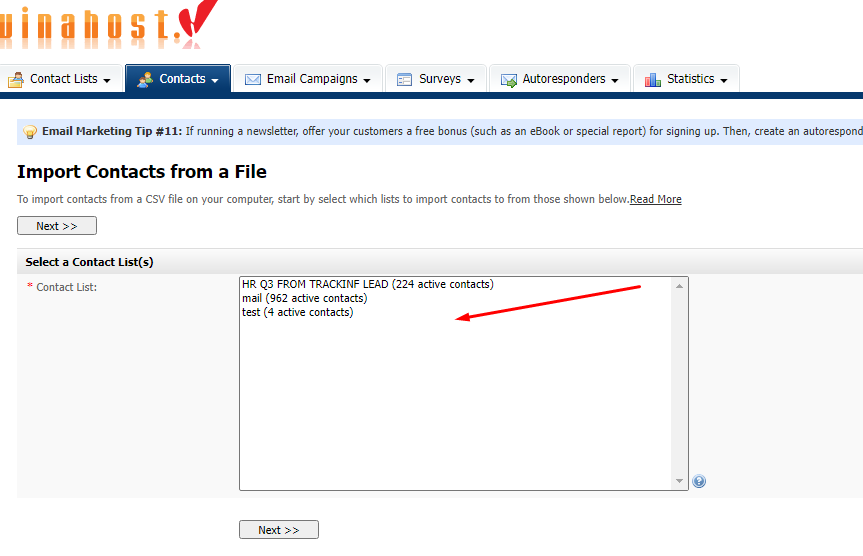 vinahost.
Contact Lists
Contacts
Email Campaigns
Surveys
Autoresponders
Statistics
Email Marketing Tip #11: If running a newsletter, offer your customers a free bonus (such as an eBook or special report) for signing up. Then, create an autorespond
Import Contacts from a File
To import contacts from a CSV file on your computer, start by select which lists to import contacts to from those shown below.Read More
Next >>
Select a Contact List(s)
* Contact List:
HR Q3 FROM TRACKINF LEAD (224 active contacts)
mail (962 active contacts)
test (4 active contacts)
?
Next >>